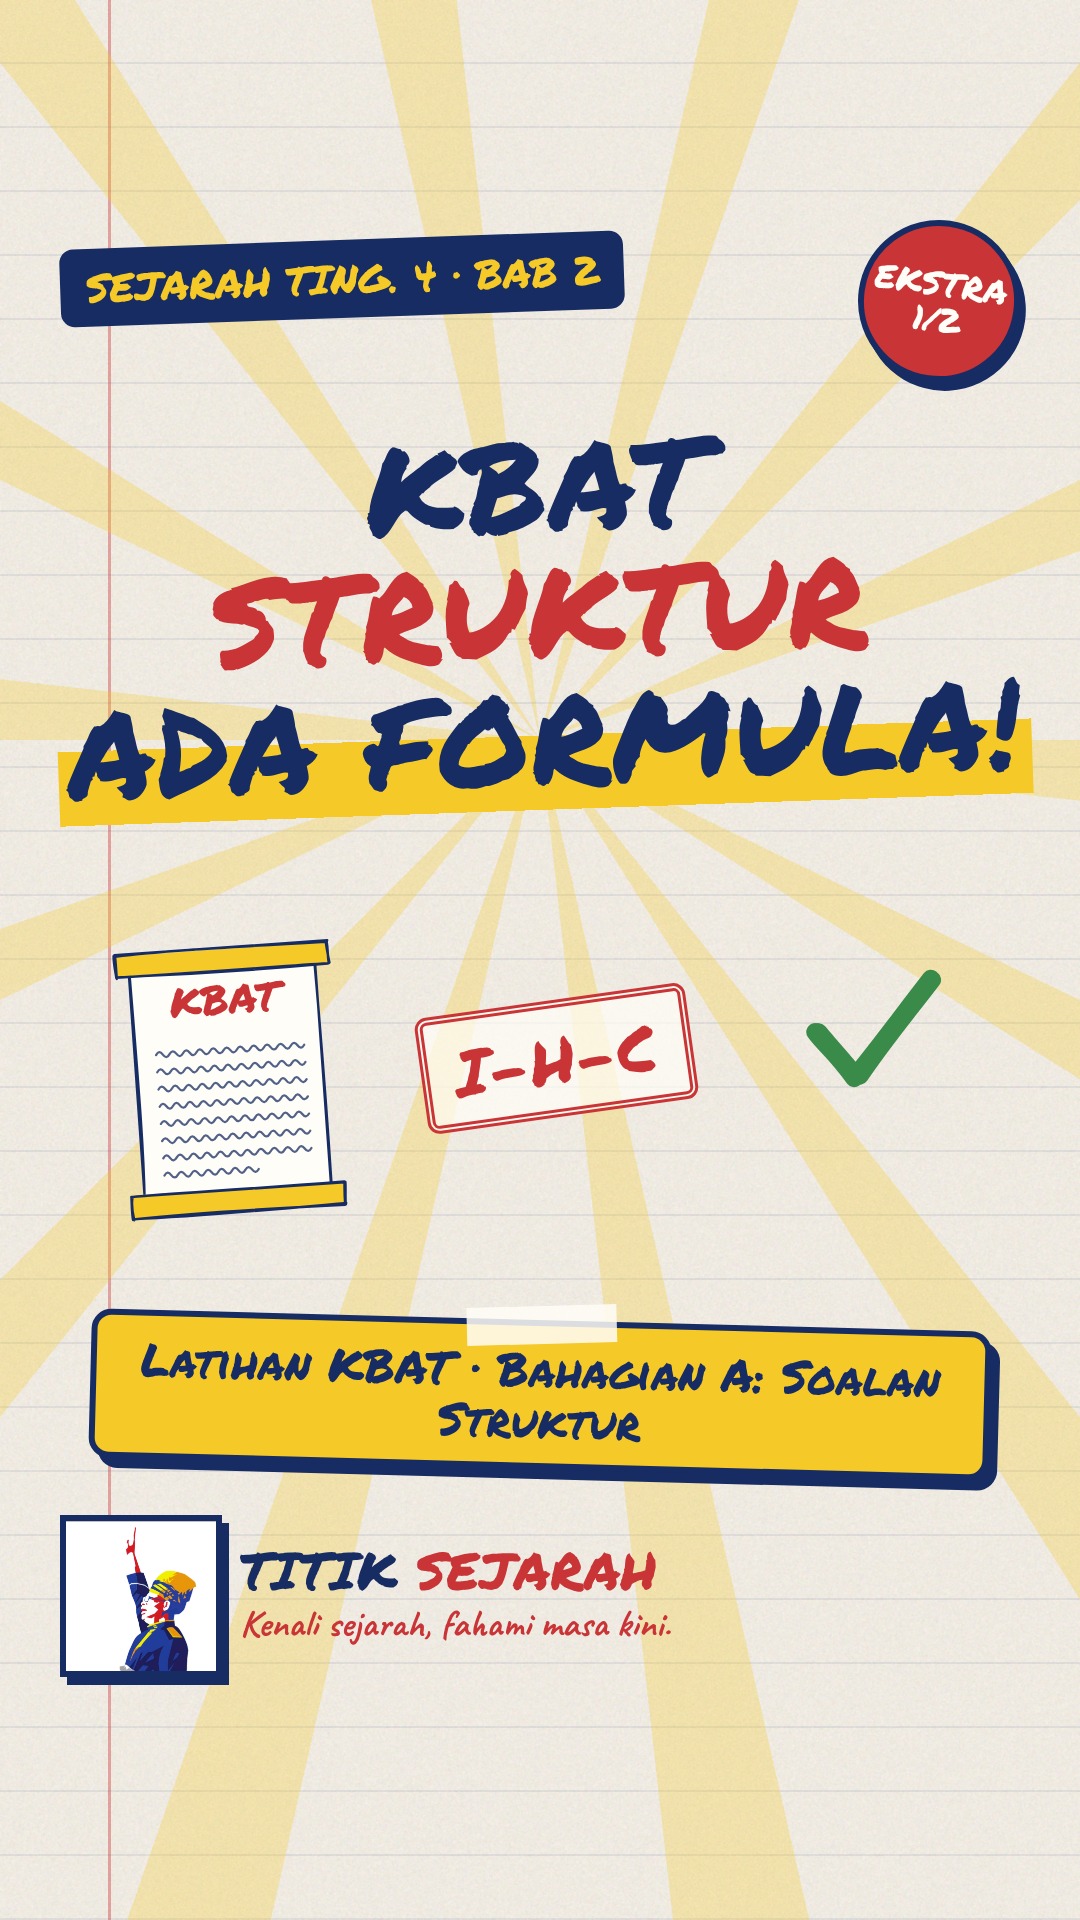 SEJARAH TING. 4 · BAB 2
EKSTRA
1/2
KBAT
STRUKTUR
ADA FORMULA!
KBAT
I-H-C
LATIHAN KBAT · BAHAGIAN A: SOALAN
STRUKTUR
TITIK SEJARAH
Kenali sejarah, fahami masa kini.